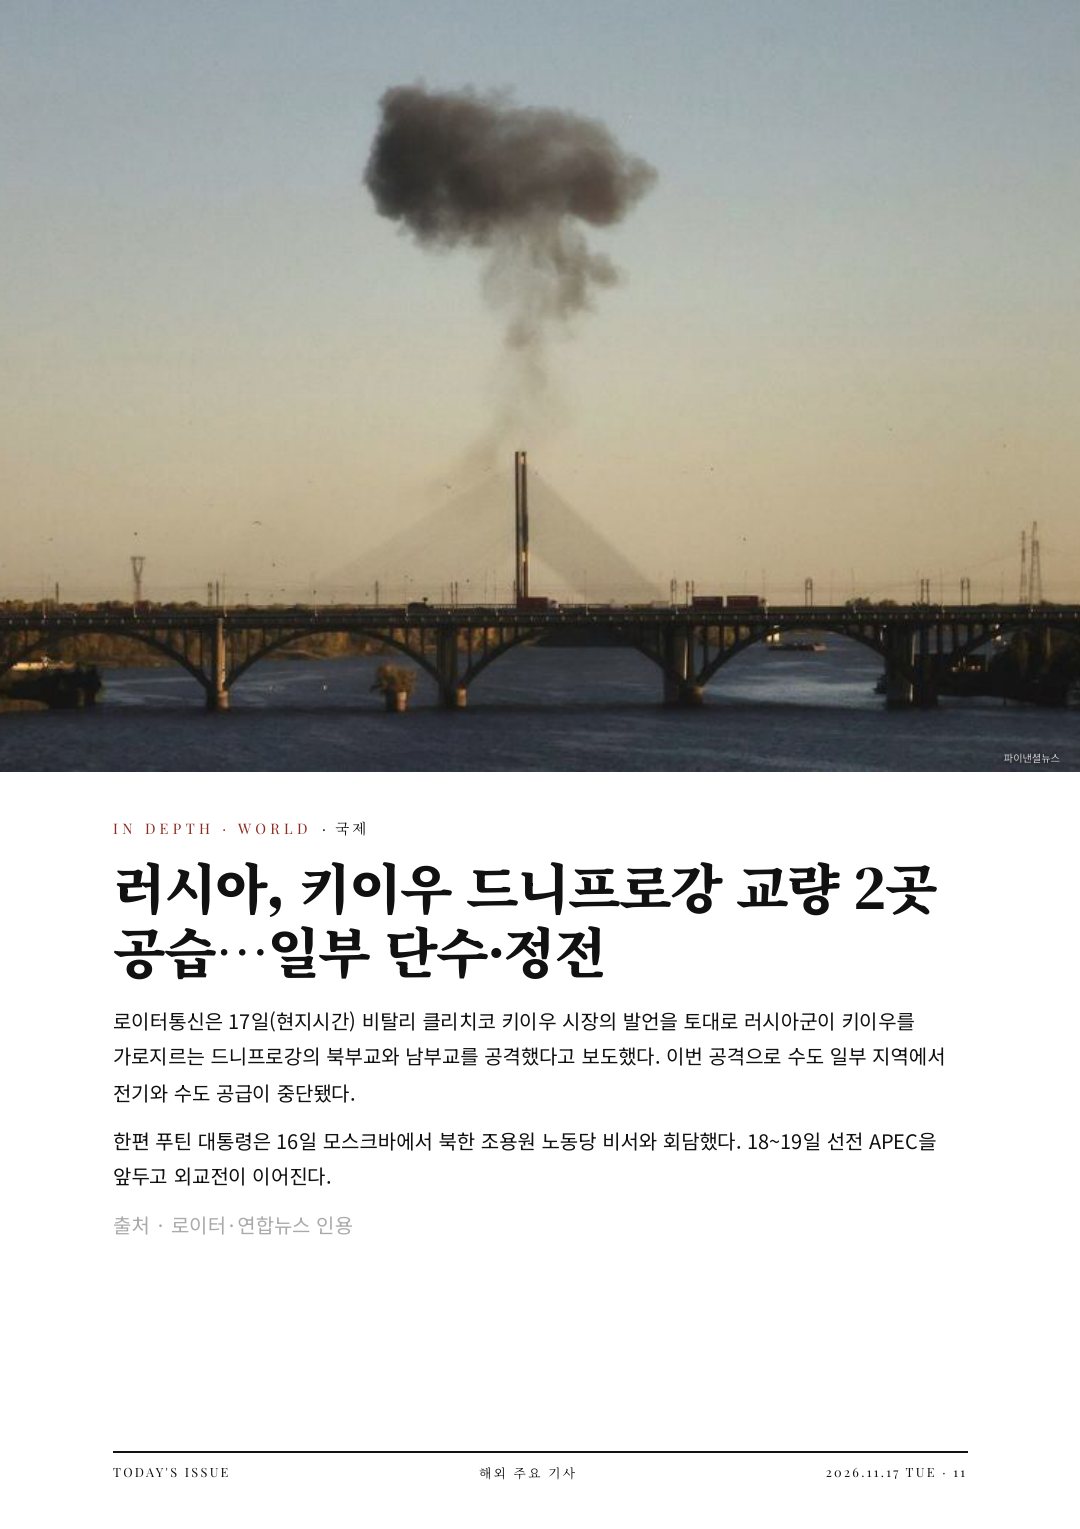 파이낸셜뉴스
IN DEPTH · WORLD · 국제
러시아, 키이우 드니프로강 교량 2곳
공습…일부 단수·정전
로이터통신은 17일(현지시간) 비탈리 클리치코 키이우 시장의 발언을 토대로 러시아군이 키이우를
가로지르는 드니프로강의 북부교와 남부교를 공격했다고 보도했다. 이번 공격으로 수도 일부 지역에서
전기와 수도 공급이 중단됐다.
한편 푸틴 대통령은 16일 모스크바에서 북한 조용원 노동당 비서와 회담했다. 18~19일 선전 APEC을
앞두고 외교전이 이어진다.
출처 · 로이터·연합뉴스 인용
TODAY'S ISSUE
해외 주요 기사
2026.11.17 TUE · 11